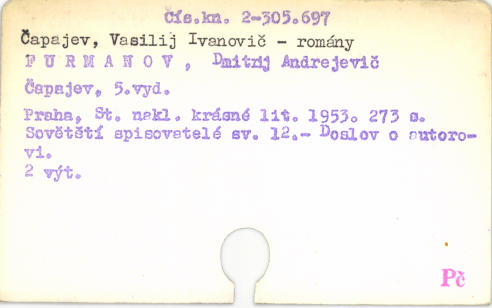 Čís.kn. 2-305.697
Čapajev, Vasilij Ivanovič - romány
F U R M A N O V , Dmitrij Andrejevič
Čapajev, 5.vyd.
Praha, St. nakl. krásné lit. 1953. 273 s.
Sovětští spisovatelé sv. 12.- Doslov o autoro-
vi.
2 výt.
Pč